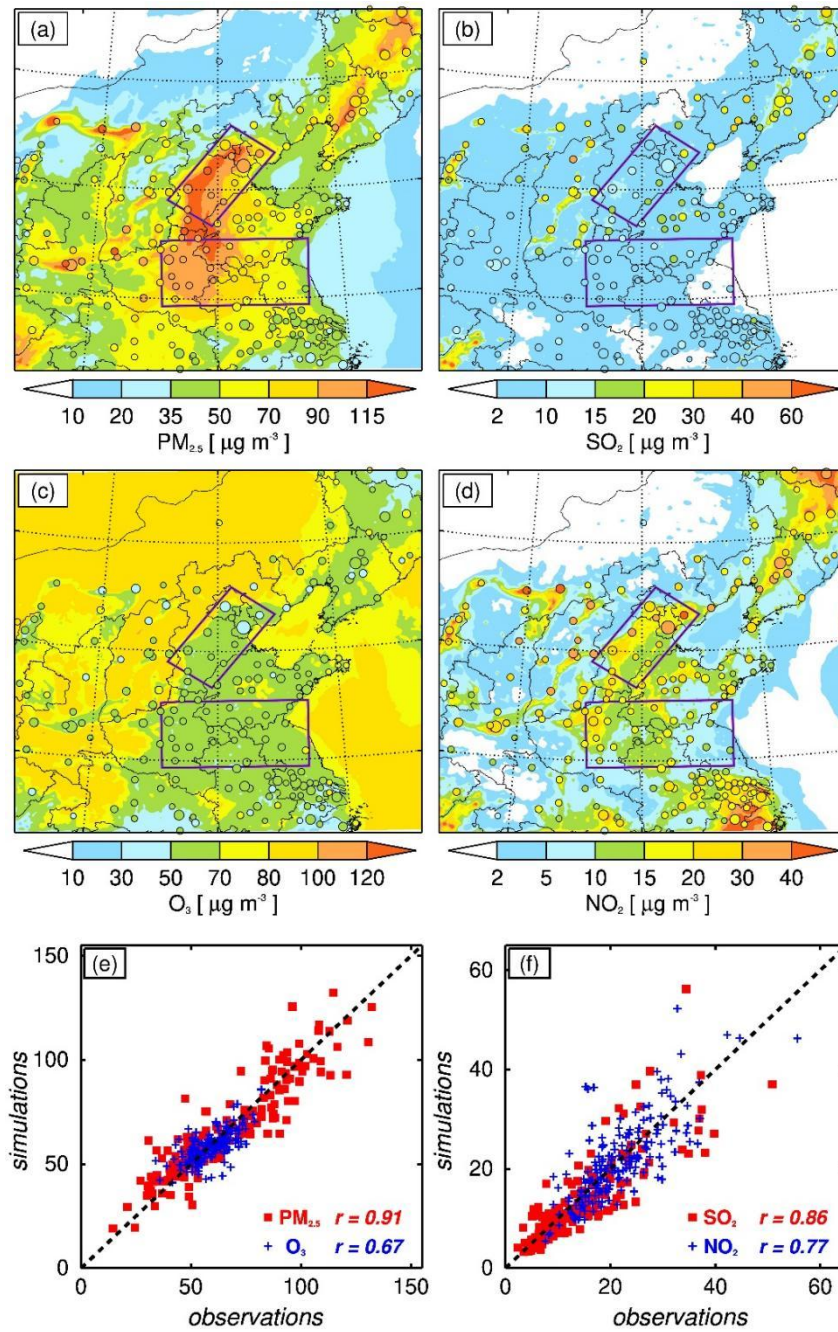 (a)
(b)
10 20 35 50 70 90 115
PM₂.₅ [ μg m⁻³ ]
2 10 15 20 30 40 60
SO₂ [ μg m⁻³ ]
(c)
(d)
10 30 50 70 80 100 120
O₃ [ μg m⁻³ ]
2 5 10 15 20 30 40
NO₂ [ μg m⁻³ ]
(e)
150
100
50
0
simulations
PM₂.₅ r = 0.91
O₃ r = 0.67
0 50 100 150
observations
(f)
60
40
20
0
simulations
SO₂ r = 0.86
NO₂ r = 0.77
0 20 40 60
observations